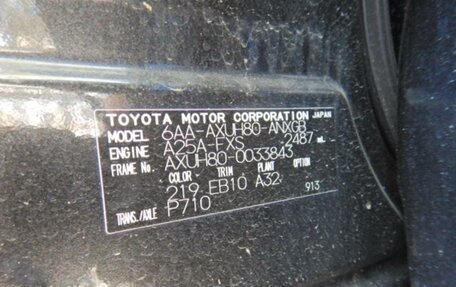 TOYOTA MOTOR CORPORATION JAPAN
MODEL 6AA-AXUH80-ANXGB
ENGINE A25A-FXS 2487 mL
FRAME No. AXUH80-0033843
COLOR TRIM PLANT
219 EB10 A32
TRANS./AXLE P710 913